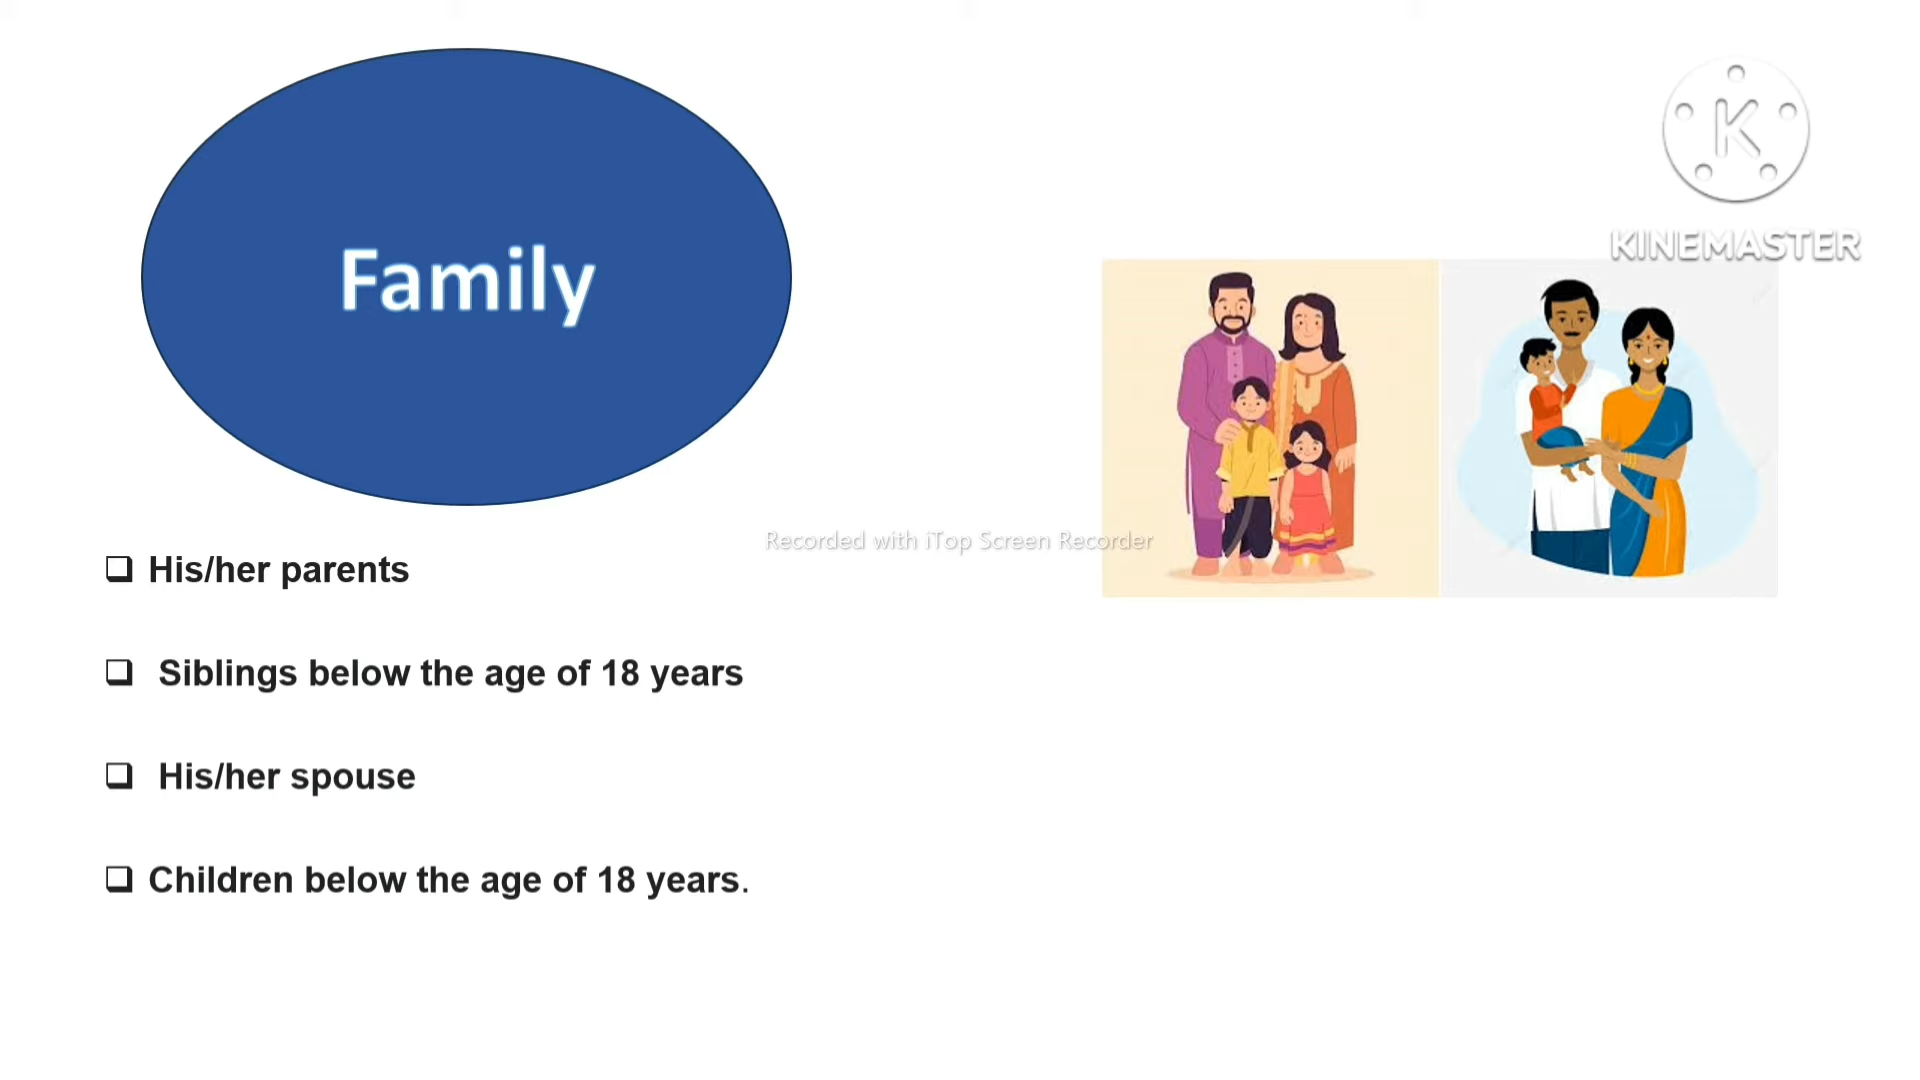 Family
K
KINEMASTER
Recorded with iTop Screen Recorder
His/her parents
Siblings below the age of 18 years
His/her spouse
Children below the age of 18 years.